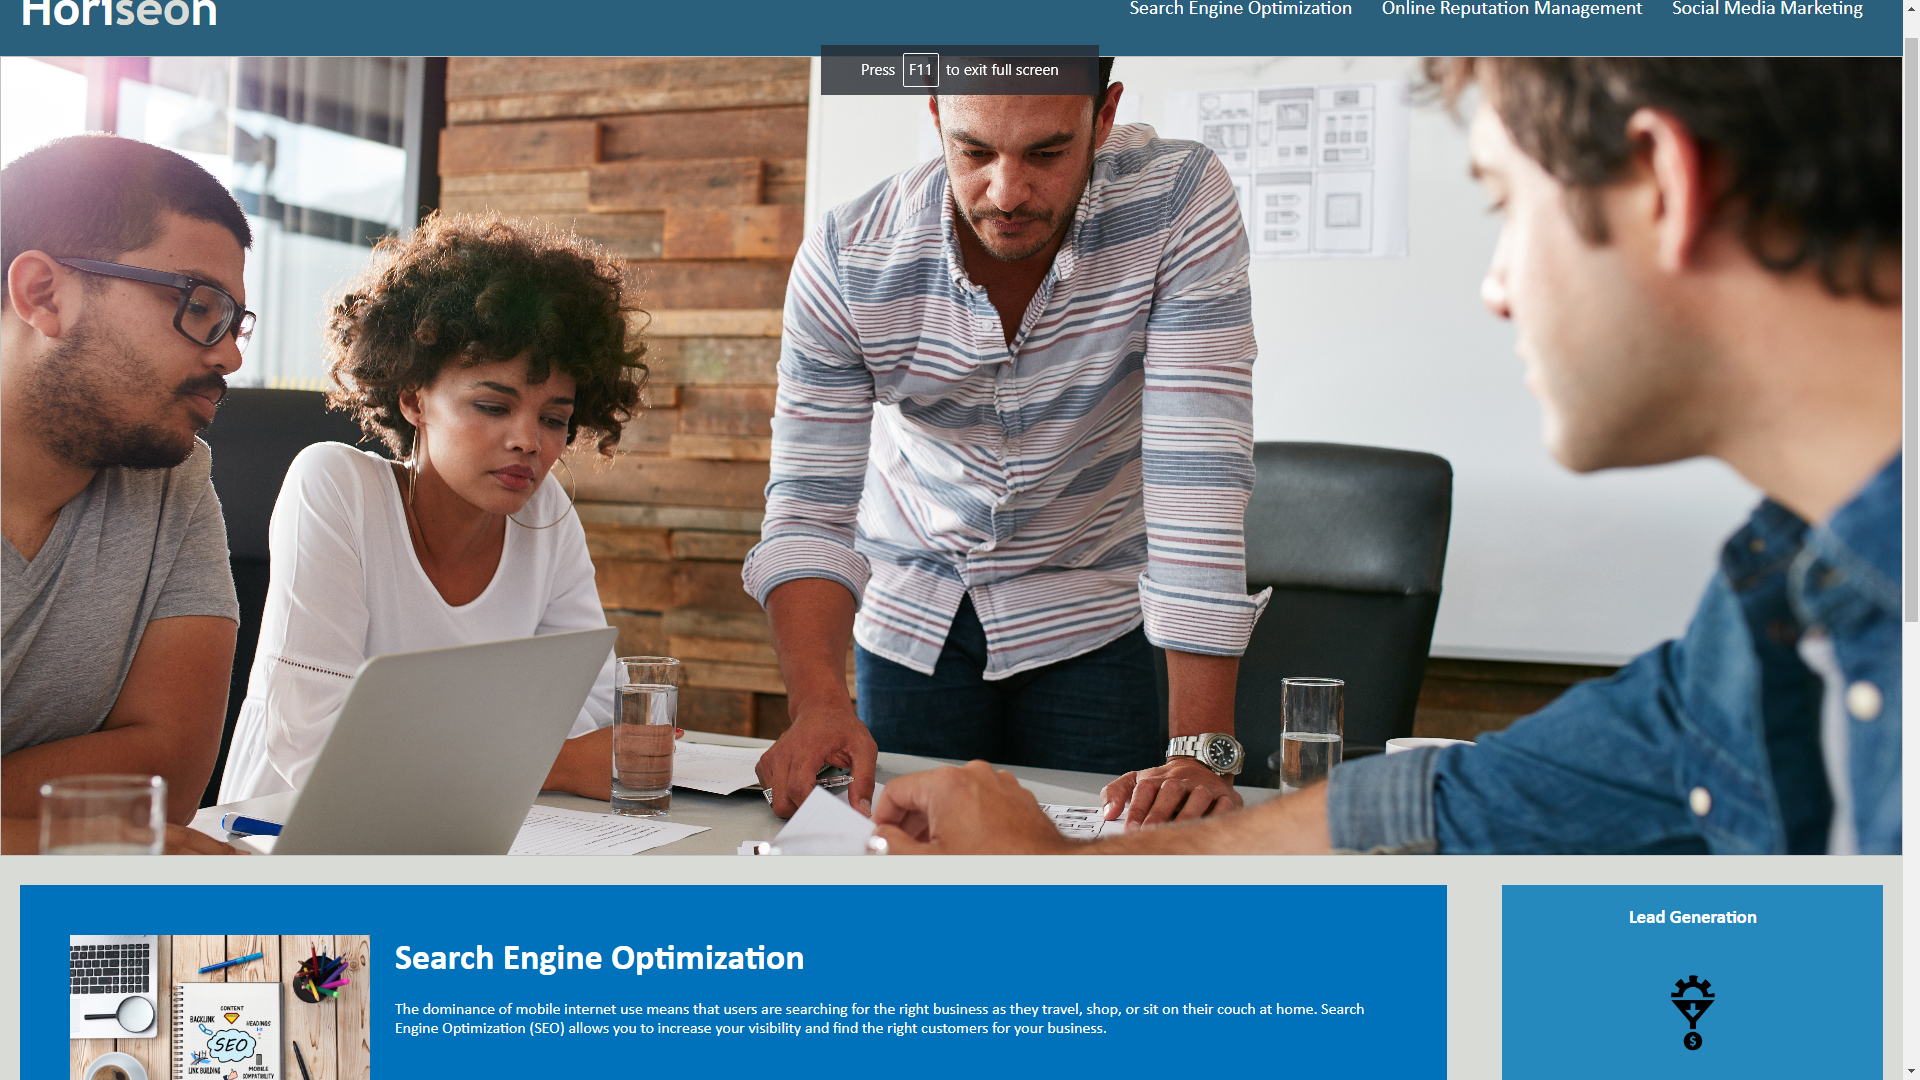 Horiseon
Search Engine Optimization Online Reputation Management Social Media Marketing
Press F11 to exit full screen
Search Engine Optimization
The dominance of mobile internet use means that users are searching for the right business as they travel, shop, or sit on their couch at home. Search
Engine Optimization (SEO) allows you to increase your visibility and find the right customers for your business.
CONTENT
BACKLINK
HEADINGS
SEO
LINK BUILDING
MOBILE
COMPATIBILITY
Lead Generation
$